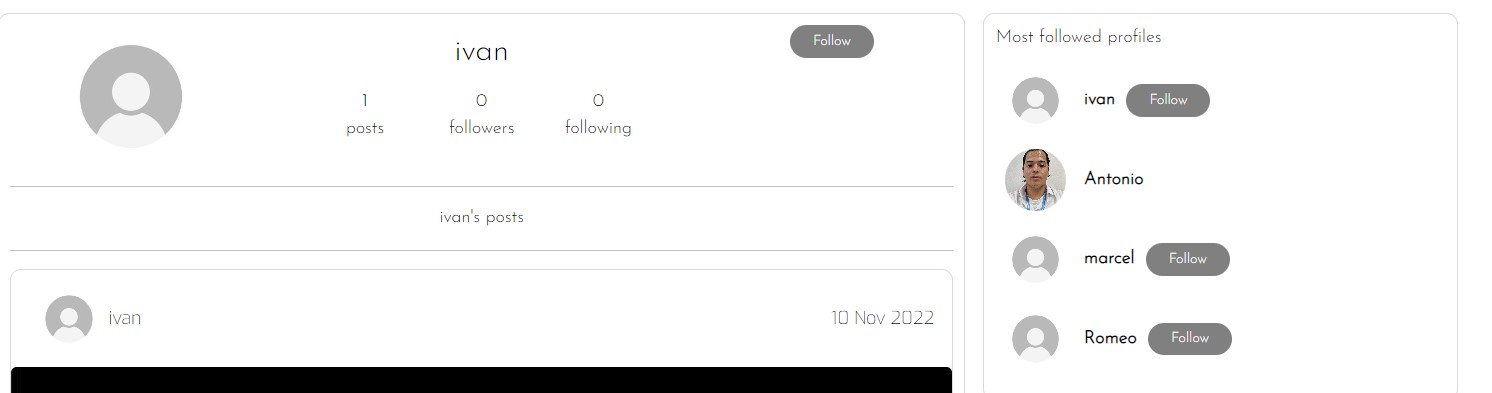 ivan
Follow
1 0 0
posts followers following
ivan's posts
ivan 10 Nov 2022
Most followed profiles
ivan Follow
Antonio
marcel Follow
Romeo Follow